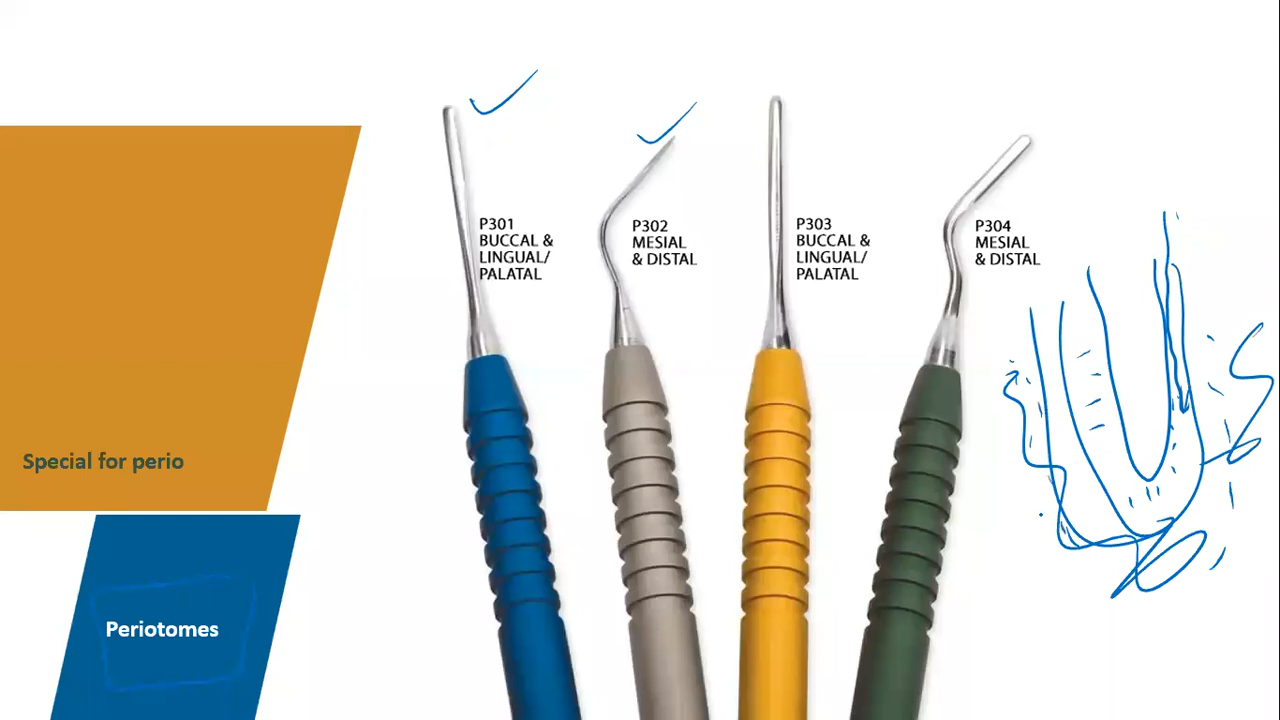 P301
BUCCAL &
LINGUAL/
PALATAL
P302
MESIAL
& DISTAL
P303
BUCCAL &
LINGUAL/
PALATAL
P304
MESIAL
& DISTAL
Special for perio
Periotomes